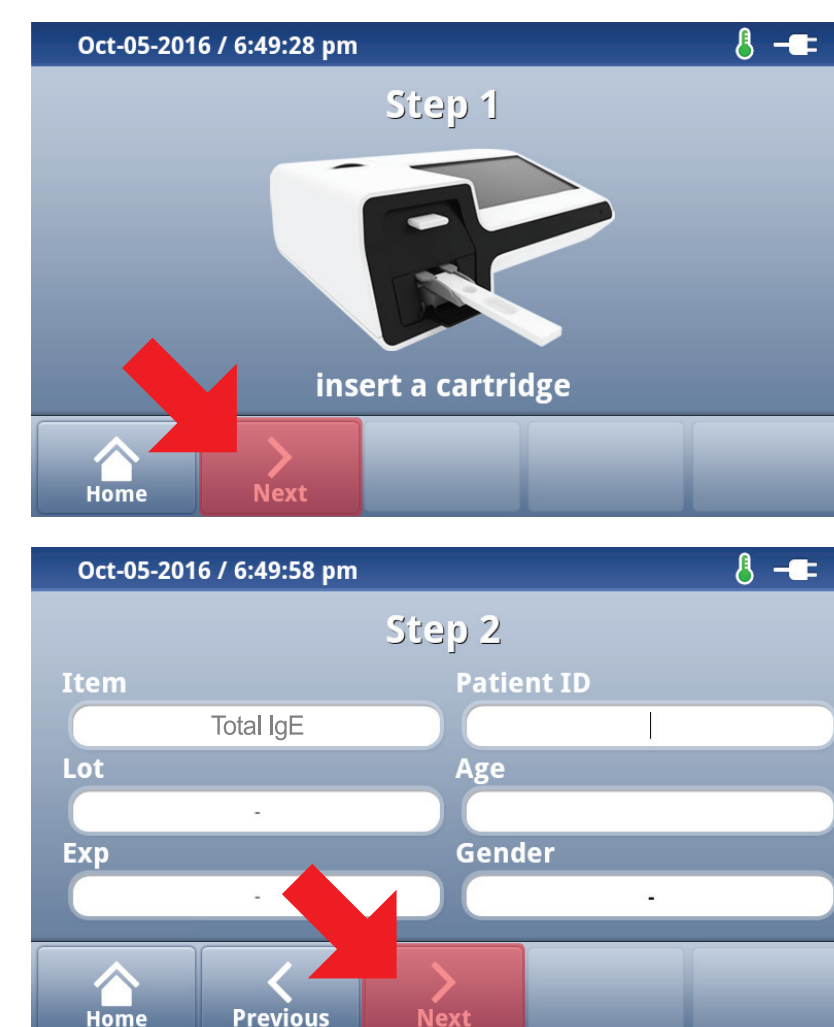 Oct-05-2016 / 6:49:28 pm
Step 1
insert a cartridge
Home Next
Oct-05-2016 / 6:49:58 pm
Step 2
Item Patient ID
Total IgE
Lot Age
-
Exp Gender
- -
Home Previous Next